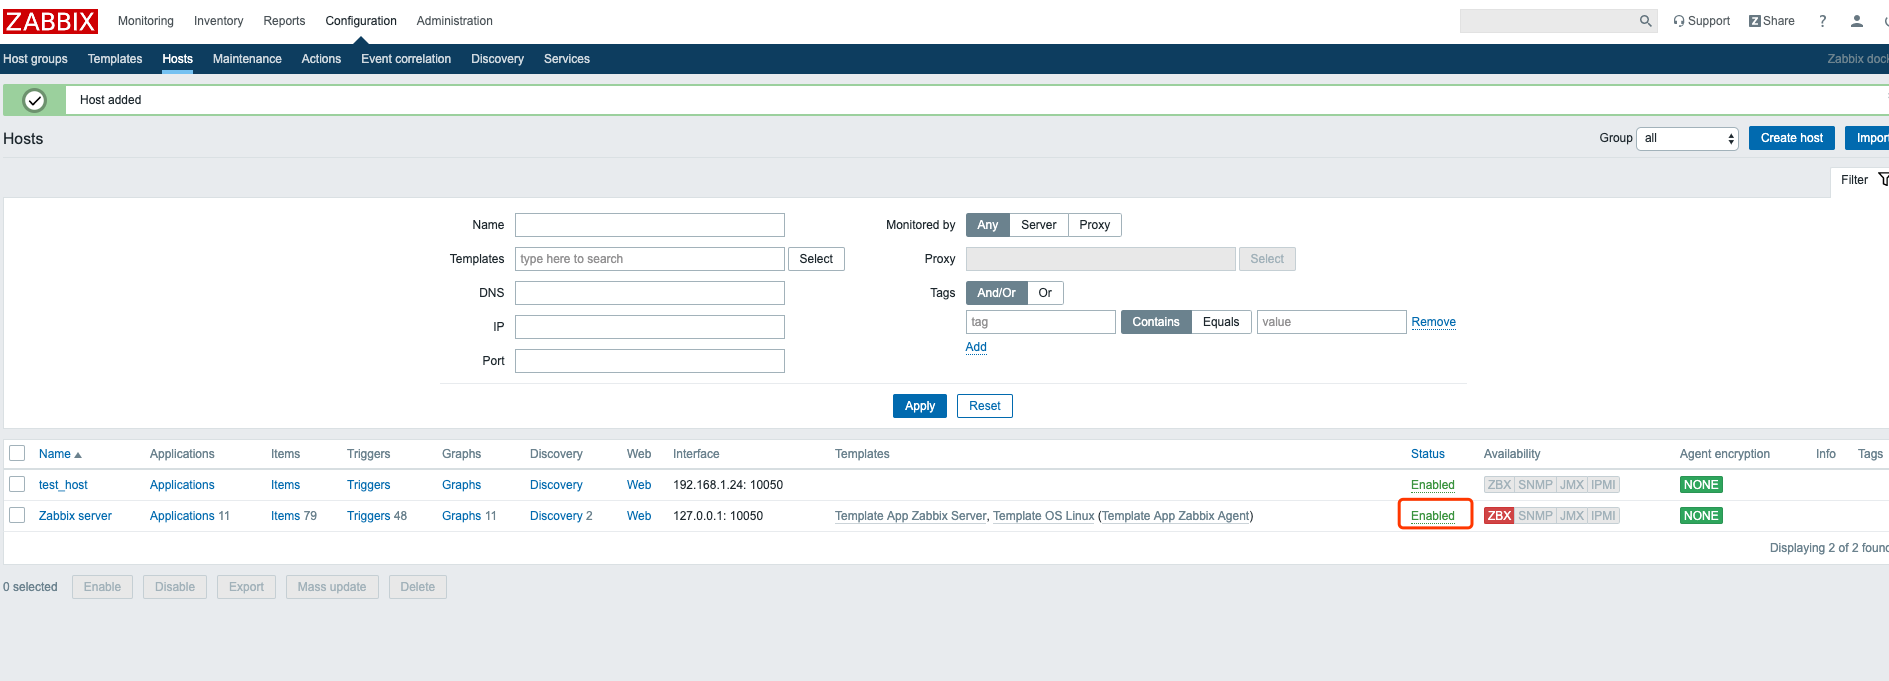 ZABBIX Monitoring Inventory Reports Configuration Administration Support Z Share ?
Host groups Templates Hosts Maintenance Actions Event correlation Discovery Services Zabbix dock
Host added
Hosts Group all Create host Import
Filter
Name Monitored by Any Server Proxy
Templates type here to search Select Proxy Select
DNS Tags And/Or Or
IP tag Contains Equals value Remove
Add
Port
Apply Reset
Name Applications Items Triggers Graphs Discovery Web Interface Templates Status Availability Agent encryption Info Tags
test_host Applications Items Triggers Graphs Discovery Web 192.168.1.24: 10050 Enabled ZBX SNMP JMX IPMI NONE
Zabbix server Applications 11 Items 79 Triggers 48 Graphs 11 Discovery 2 Web 127.0.0.1: 10050 Template App Zabbix Server, Template OS Linux (Template App Zabbix Agent) Enabled ZBX SNMP JMX IPMI NONE
Displaying 2 of 2 found
0 selected Enable Disable Export Mass update Delete